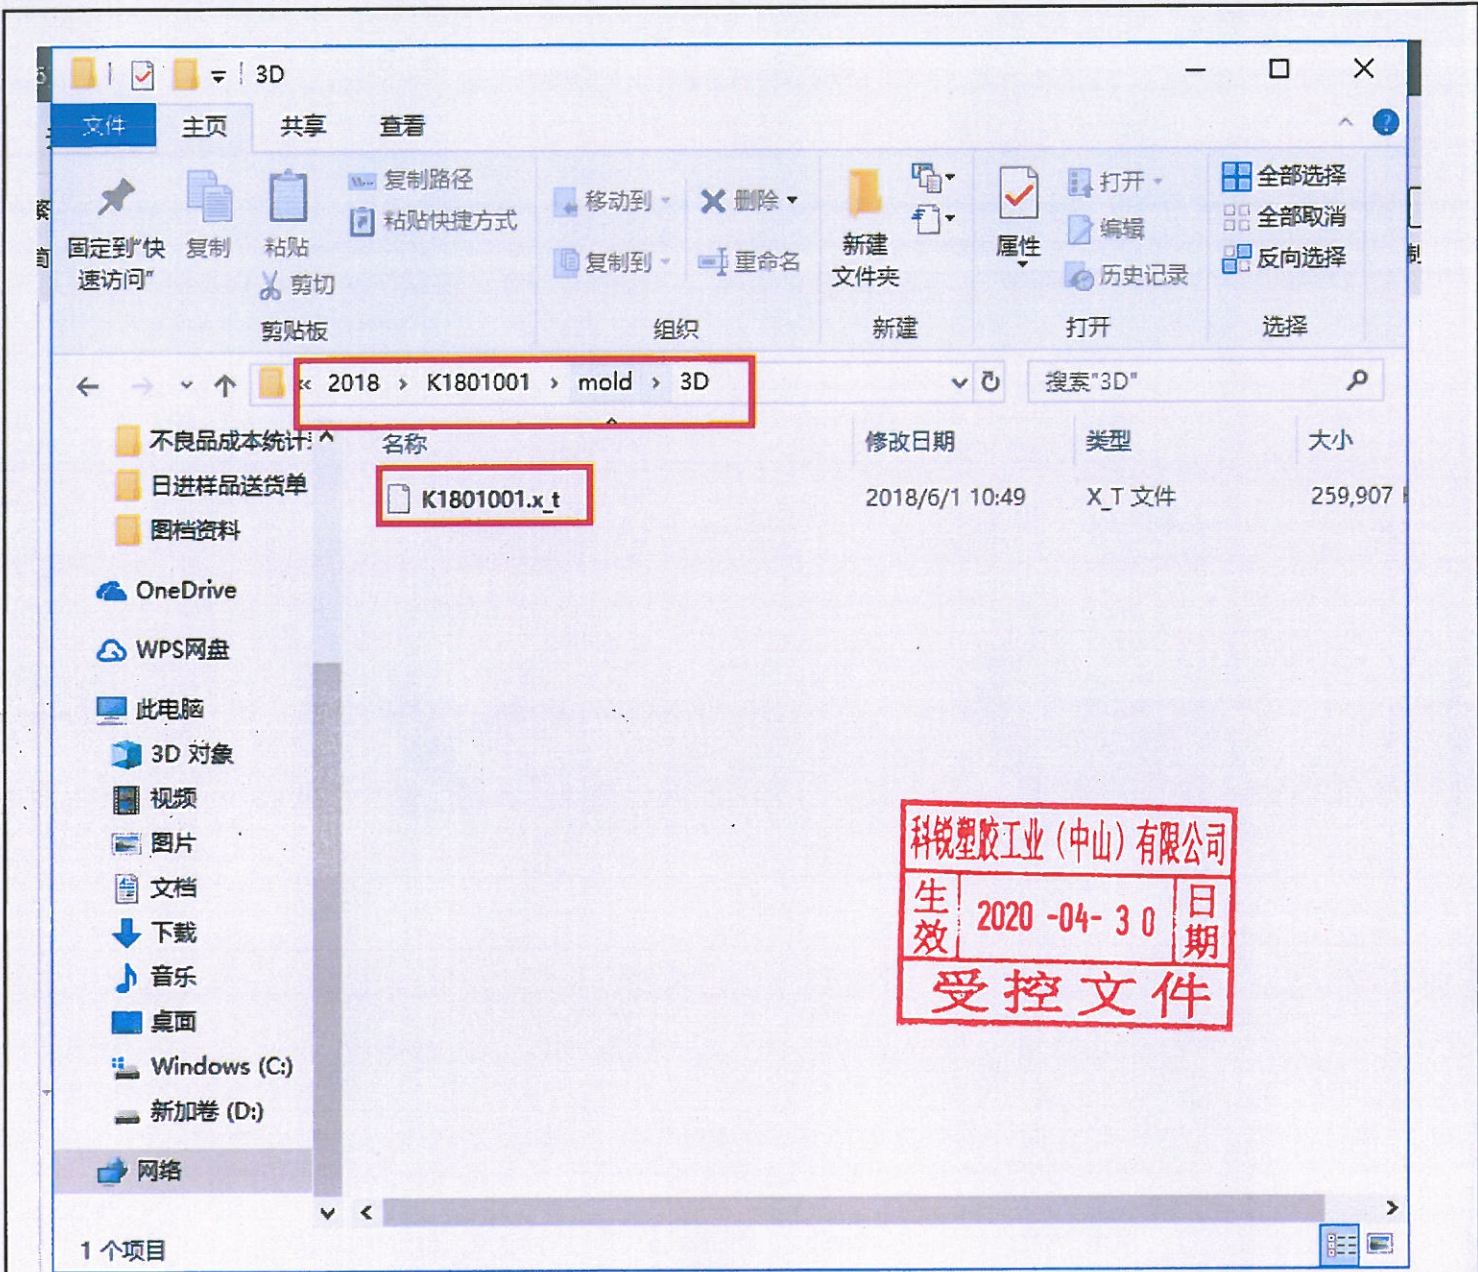 3D
文件 主页 共享 查看
固定到"快速访问"
复制
粘贴
剪切
复制路径
粘贴快捷方式
剪贴板
移动到
复制到
删除
重命名
组织
新建
文件夹
新建
属性
打开
编辑
历史记录
打开
全部选择
全部取消
反向选择
选择
« 2018 › K1801001 › mold › 3D
搜索"3D"
名称 修改日期 类型 大小
K1801001.x_t 2018/6/1 10:49 X_T 文件 259,907
不良品成本统计
日进样品送货单
图档资料
OneDrive
WPS网盘
此电脑
3D 对象
视频
图片
文档
下载
音乐
桌面
Windows (C:)
新加卷 (D:)
网络
1 个项目
科锐塑胶工业（中山）有限公司
生效 2020 -04- 3 0 日期
受控文件